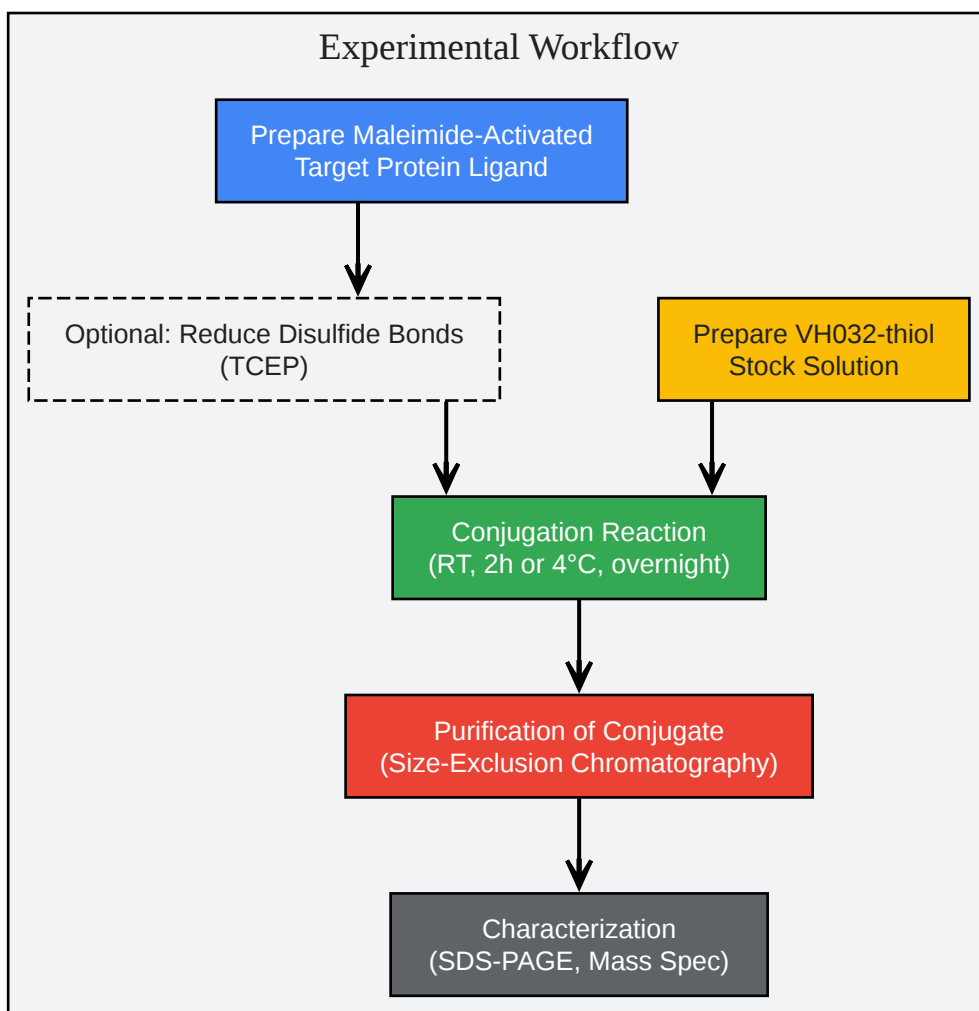 Experimental Workflow
Prepare Maleimide-Activated
Target Protein Ligand
Optional: Reduce Disulfide Bonds
(TCEP)
Prepare VH032-thiol
Stock Solution
Conjugation Reaction
(RT, 2h or 4°C, overnight)
Purification of Conjugate
(Size-Exclusion Chromatography)
Characterization
(SDS-PAGE, Mass Spec)